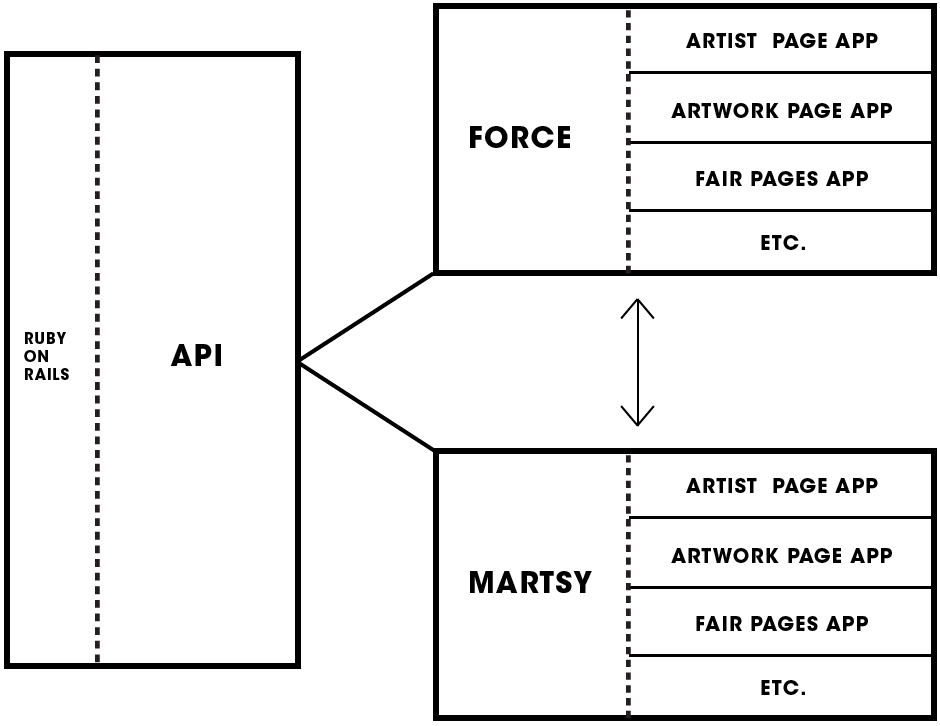 RUBY
ON
RAILS
API
FORCE
ARTIST PAGE APP
ARTWORK PAGE APP
FAIR PAGES APP
ETC.
MARTSY
ARTIST PAGE APP
ARTWORK PAGE APP
FAIR PAGES APP
ETC.